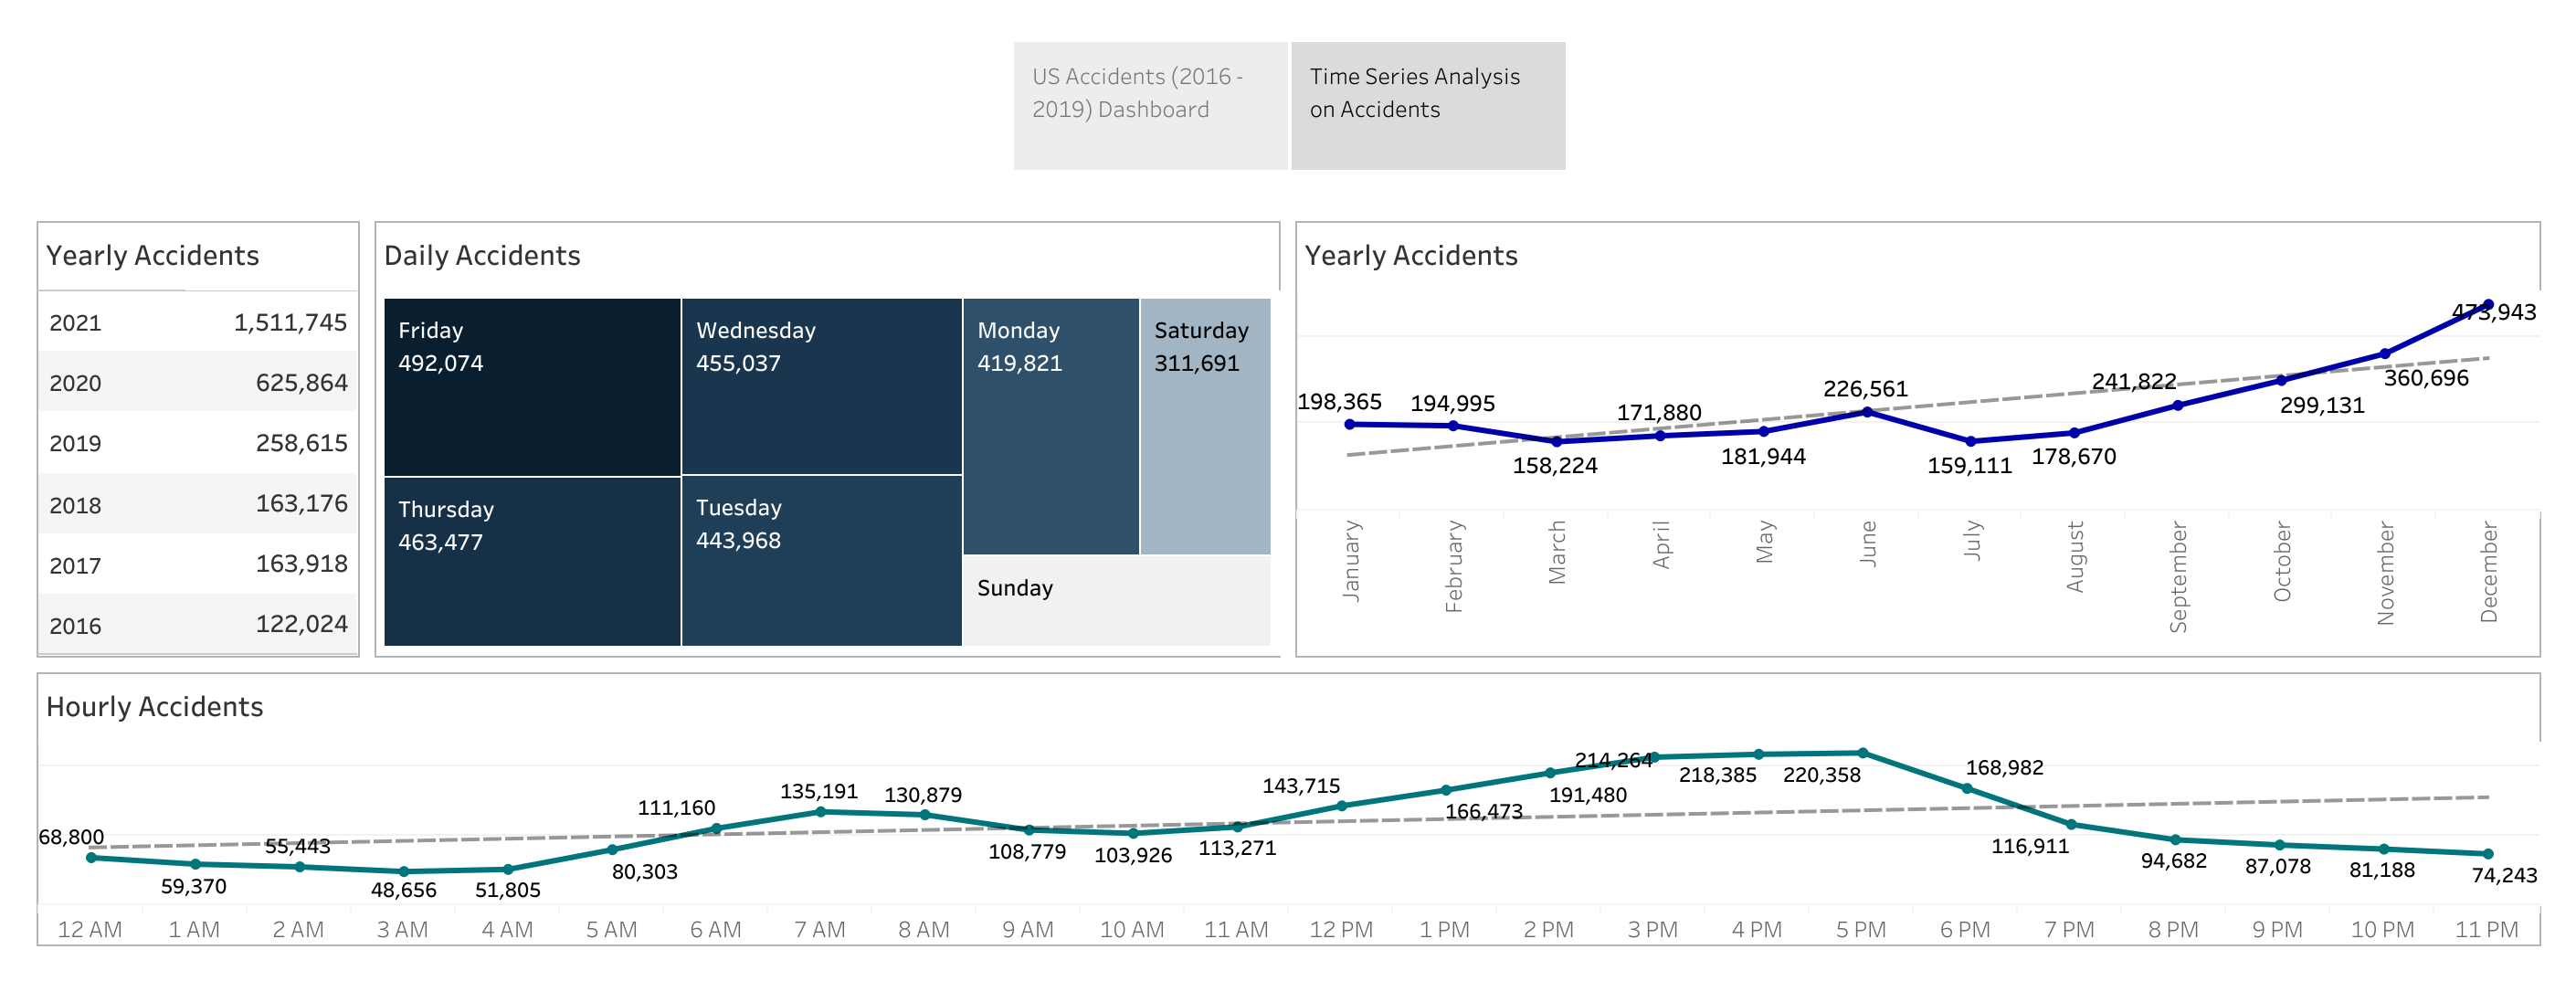 US Accidents (2016 -
2019) Dashboard
Time Series Analysis
on Accidents
Yearly Accidents
2021 1,511,745
2020 625,864
2019 258,615
2018 163,176
2017 163,918
2016 122,024
Daily Accidents
Friday
492,074
Wednesday
455,037
Monday
419,821
Saturday
311,691
Thursday
463,477
Tuesday
443,968
Sunday
Yearly Accidents
198,365
194,995
158,224
171,880
181,944
226,561
159,111
178,670
241,822
299,131
360,696
473,943
January
February
March
April
May
June
July
August
September
October
November
December
Hourly Accidents
68,800
59,370
55,443
48,656
51,805
80,303
111,160
135,191
130,879
108,779
103,926
113,271
143,715
166,473
191,480
214,264
218,385
220,358
168,982
116,911
94,682
87,078
81,188
74,243
12 AM 1 AM 2 AM 3 AM 4 AM 5 AM 6 AM 7 AM 8 AM 9 AM 10 AM 11 AM 12 PM 1 PM 2 PM 3 PM 4 PM 5 PM 6 PM 7 PM 8 PM 9 PM 10 PM 11 PM